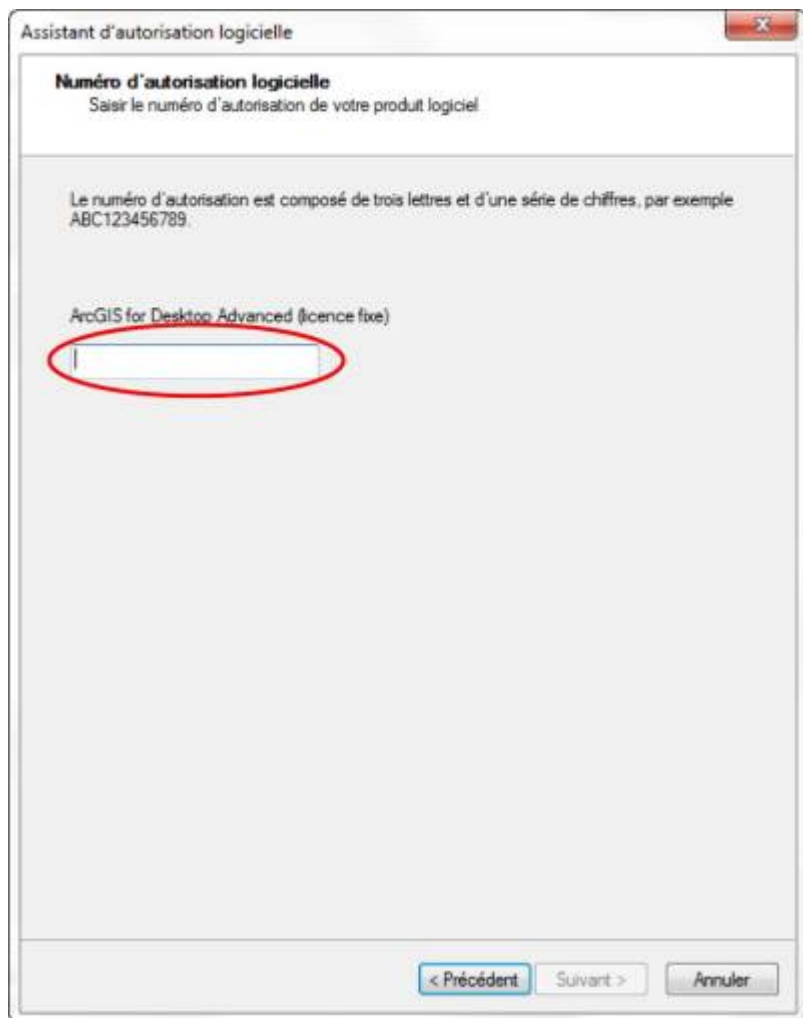 Assistant d'autorisation logicielle
Numéro d'autorisation logicielle
Saisir le numéro d'autorisation de votre produit logiciel
Le numéro d'autorisation est composé de trois lettres et d'une série de chiffres, par exemple
ABC123456789.
ArcGIS for Desktop Advanced (licence fixe)
< Précédent Suivant > Annuler